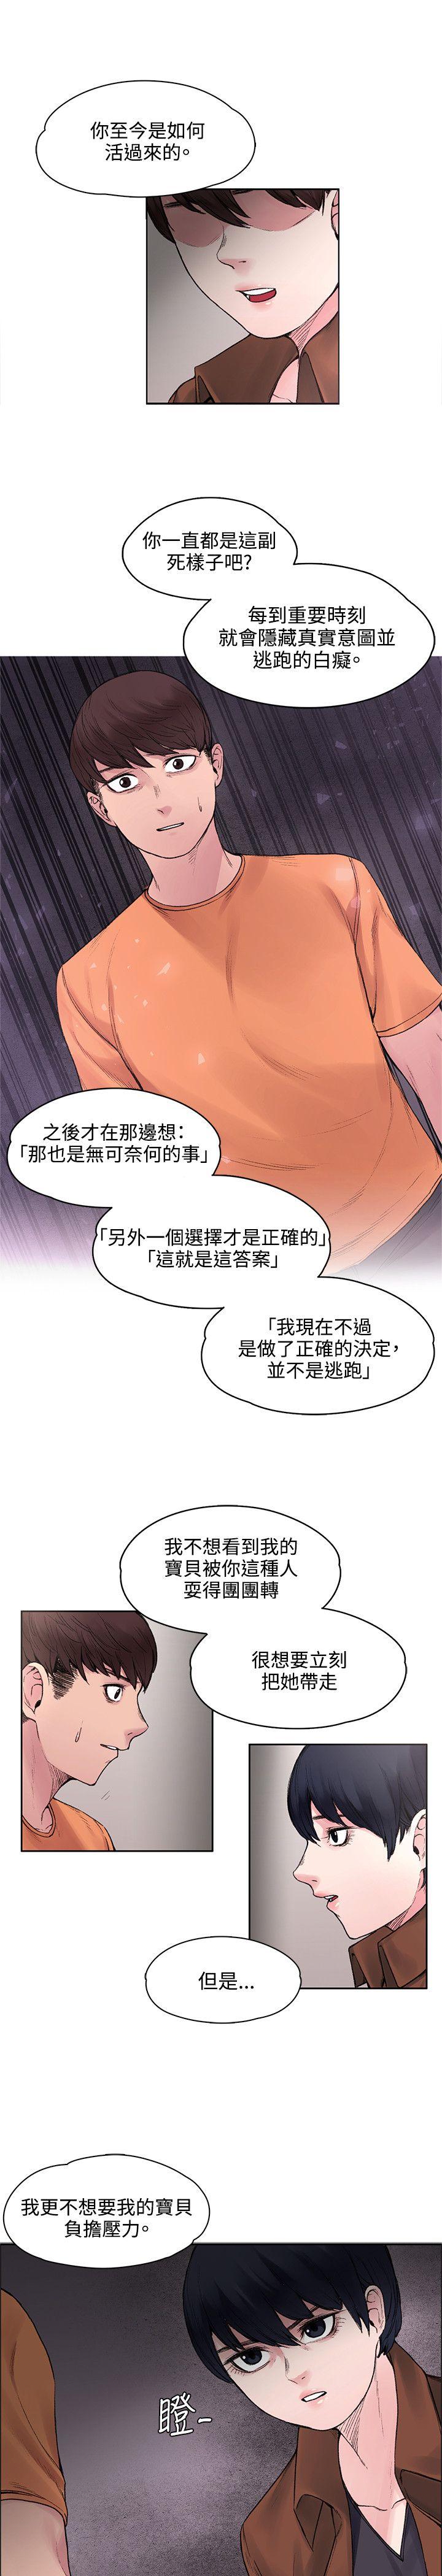 你至今是如何
活過來的。
你一直都是這副
死樣子吧?
每到重要時刻
就會隱藏真實意圖並
逃跑的白癡。
之後才在那邊想:
「那也是無可奈何的事」
「另外一個選擇才是正確的」
「這就是這答案」
「我現在不過
是做了正確的決定,
並不是逃跑」
我不想看到我的
寶貝被你這種人
耍得團團轉
很想要立刻
把她帶走
但是...
我更不想要我的寶貝
負擔壓力。
瞪-